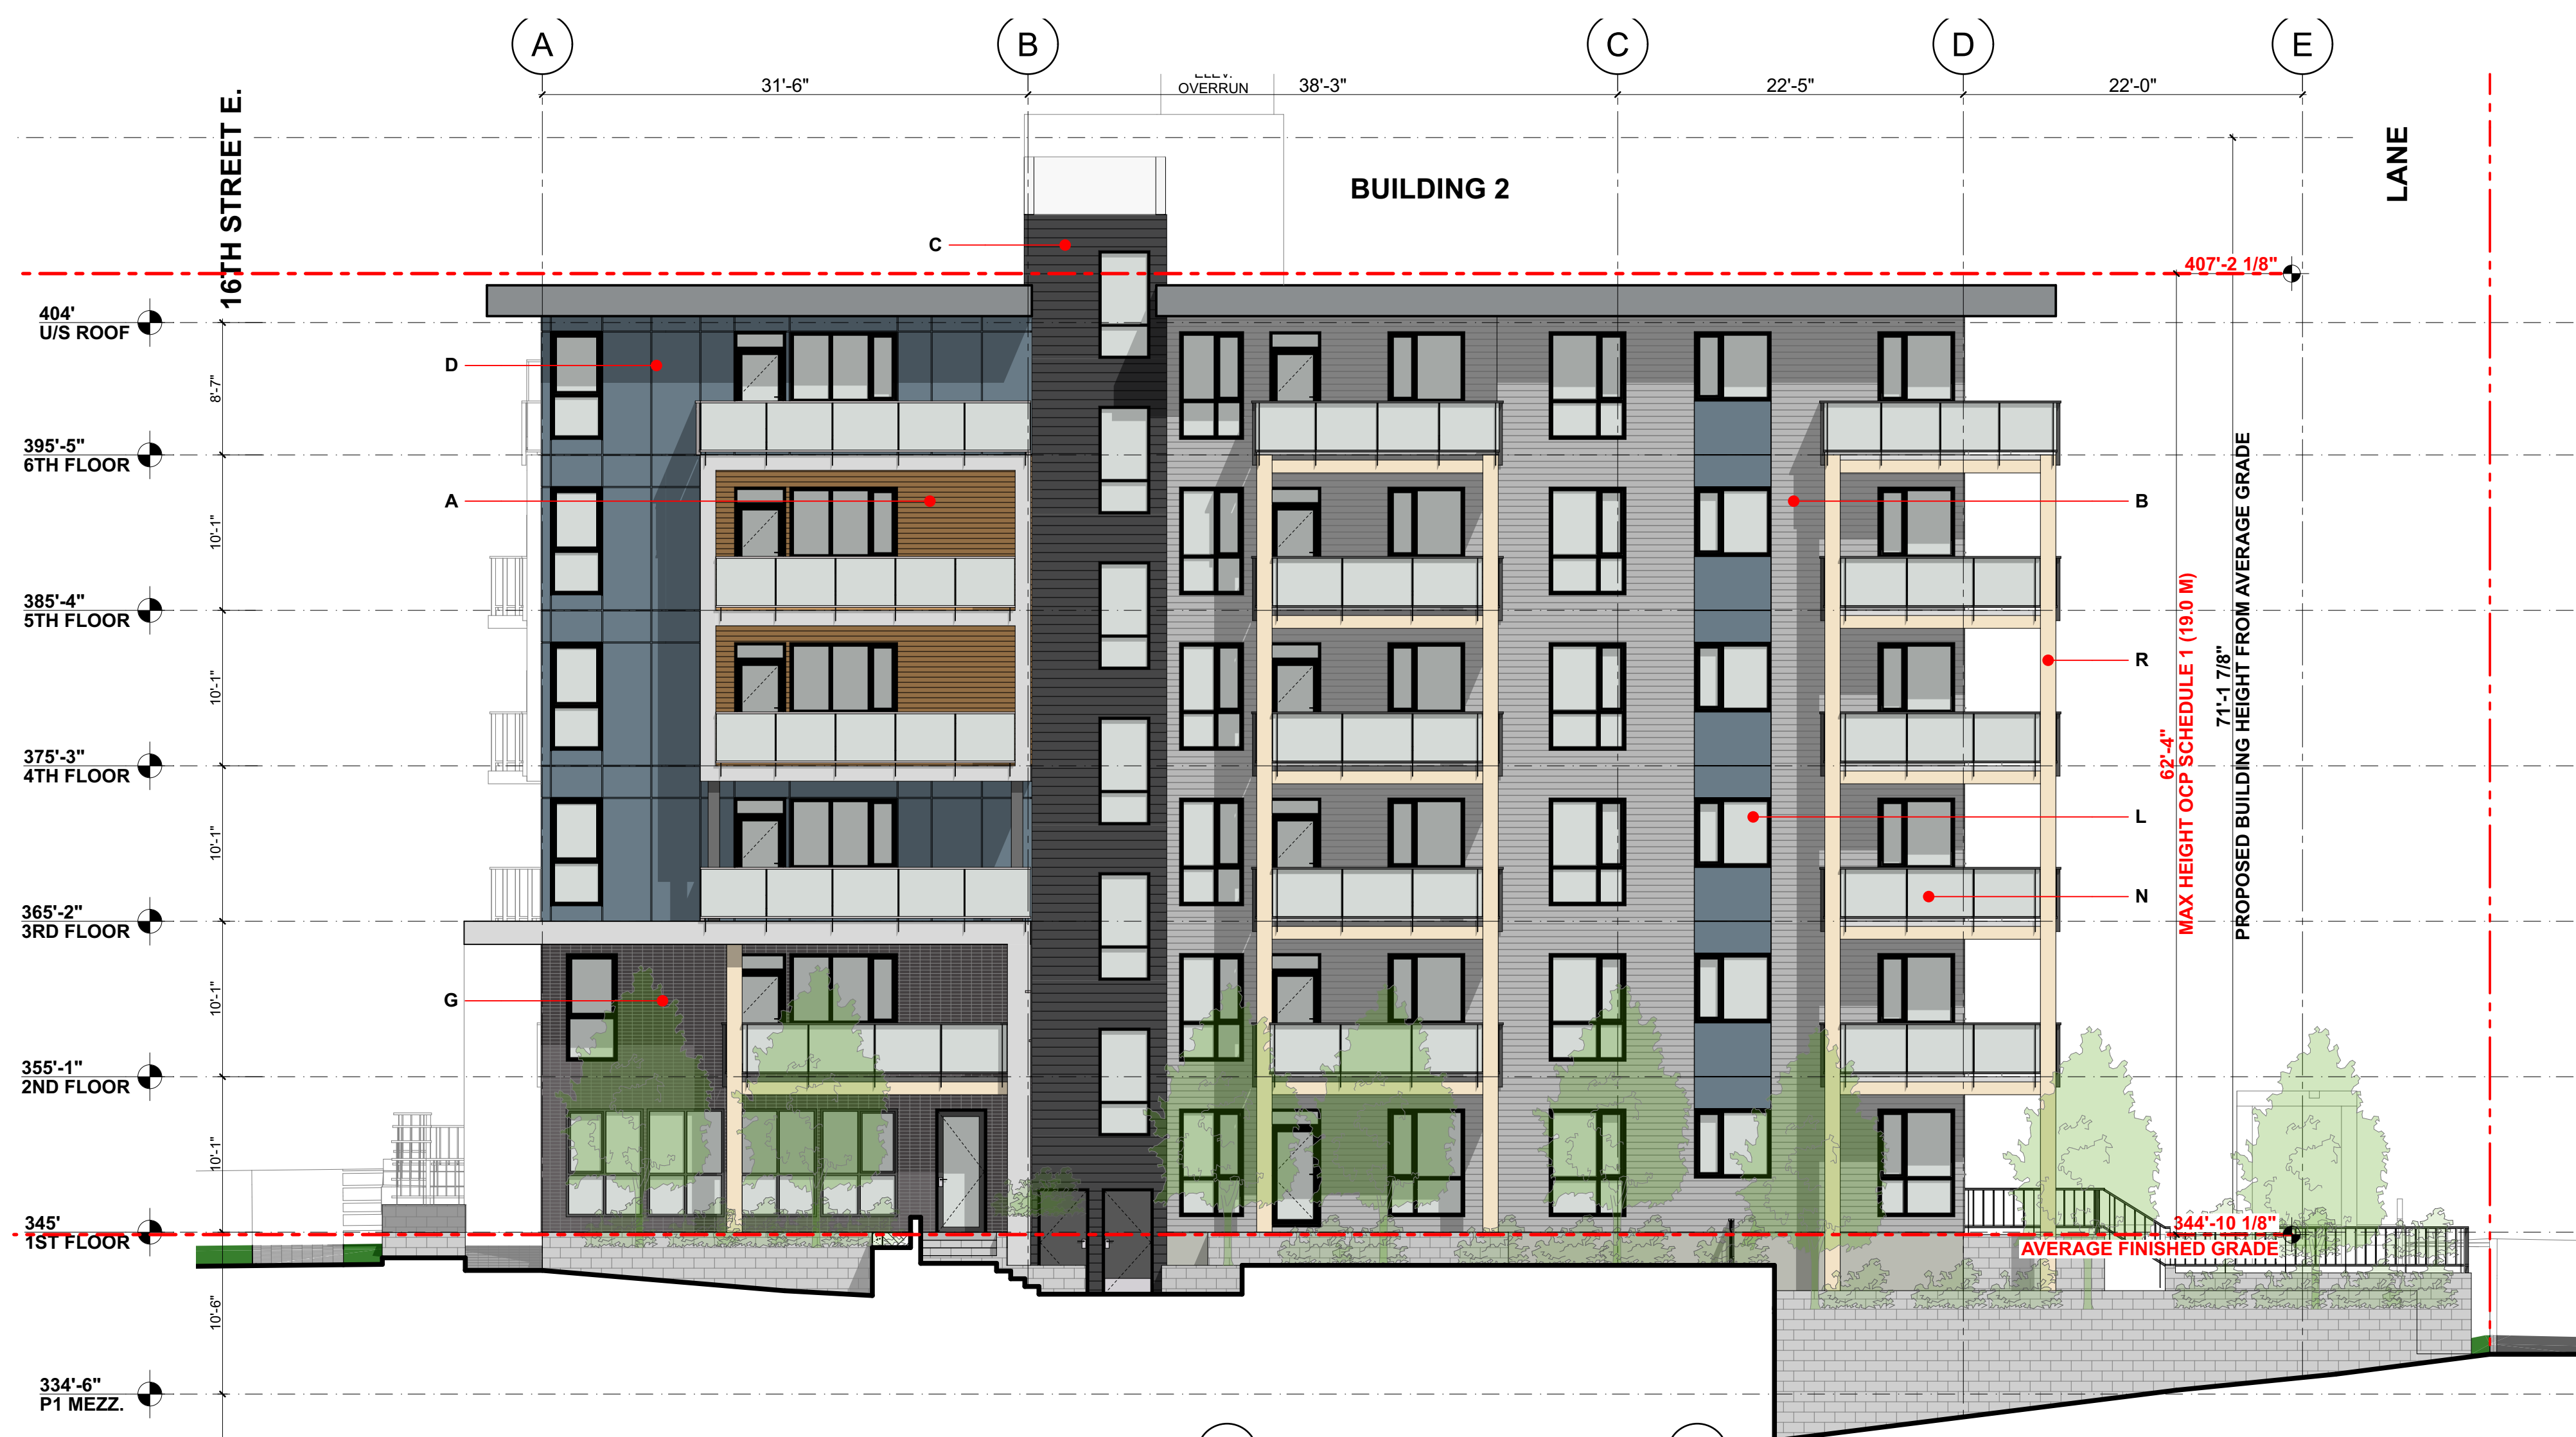 A
B
C
D
E
31'-6"
38'-3"
22'-5"
22'-0"
ELEV.
OVERRUN
16TH STREET E.
BUILDING 2
LANE
C
407'-2 1/8"
404'
U/S ROOF
D
8'-7"
395'-5"
6TH FLOOR
A
B
10'-1"
385'-4"
5TH FLOOR
10'-1"
R
375'-3"
4TH FLOOR
62'-4"
MAX HEIGHT OCP SCHEDULE 1 (19.0 M)
71'-1 7/8"
PROPOSED BUILDING HEIGHT FROM AVERAGE GRADE
L
10'-1"
N
365'-2"
3RD FLOOR
G
10'-1"
355'-1"
2ND FLOOR
10'-1"
345'
1ST FLOOR
344'-10 1/8"
AVERAGE FINISHED GRADE
10'-6"
334'-6"
P1 MEZZ.